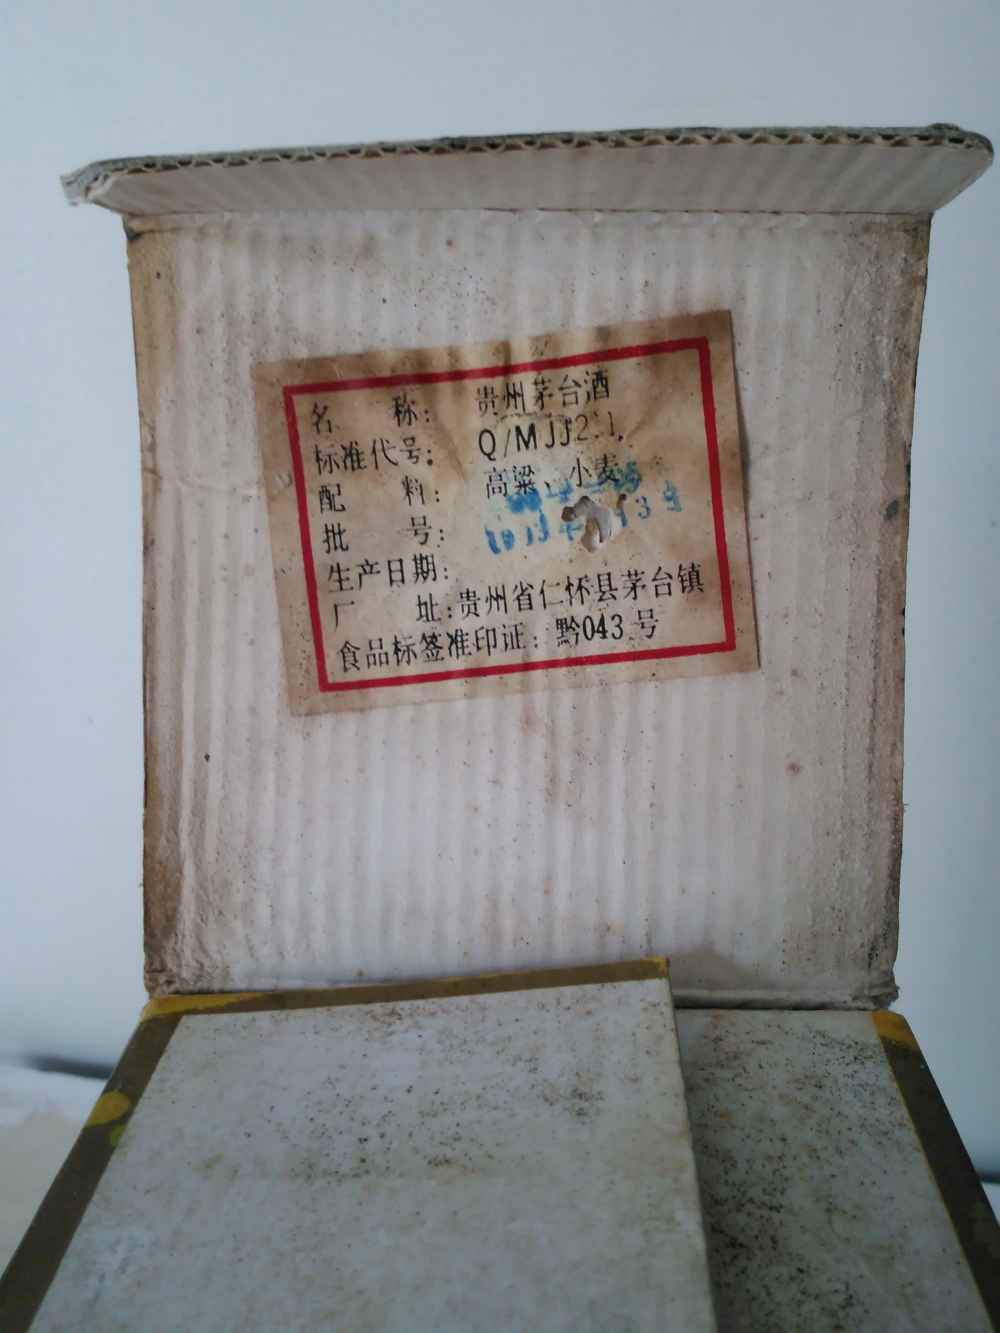 名 称: 贵州茅台酒
标准代号: Q/MJJ2.1.
配 料: 高粱、小麦
批 号:
生产日期:
厂 址:贵州省仁怀县茅台镇
食品标签准印证:黔043号